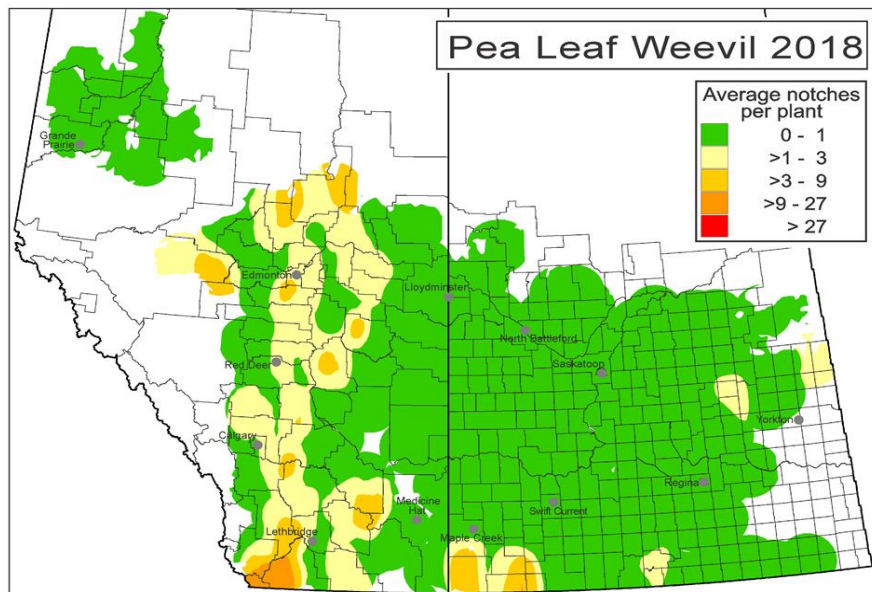 Pea Leaf Weevil 2018
Average notches
per plant
0 - 1
>1 - 3
>3 - 9
>9 - 27
> 27
Grande
Prairie
Edmonton
Lloydminster
North Battleford
Red Deer
Saskatoon
Yorkton
Calgary
Regina
Medicine
Hat
Swift Current
Maple Creek
Lethbridge